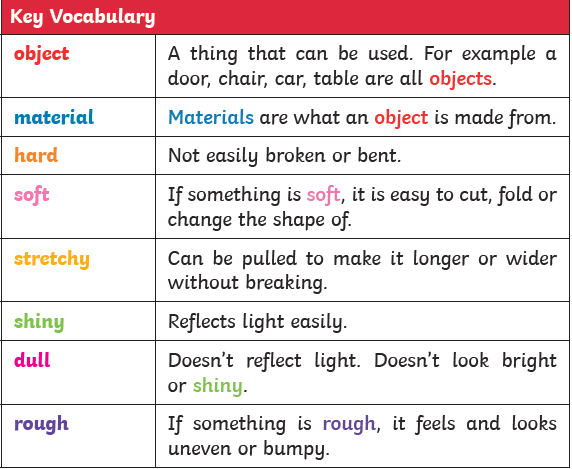 Key Vocabulary
object
A thing that can be used. For example a
door, chair, car, table are all objects.
material
Materials are what an object is made from.
hard
Not easily broken or bent.
soft
If something is soft, it is easy to cut, fold or
change the shape of.
stretchy
Can be pulled to make it longer or wider
without breaking.
shiny
Reflects light easily.
dull
Doesn’t reflect light. Doesn’t look bright
or shiny.
rough
If something is rough, it feels and looks
uneven or bumpy.